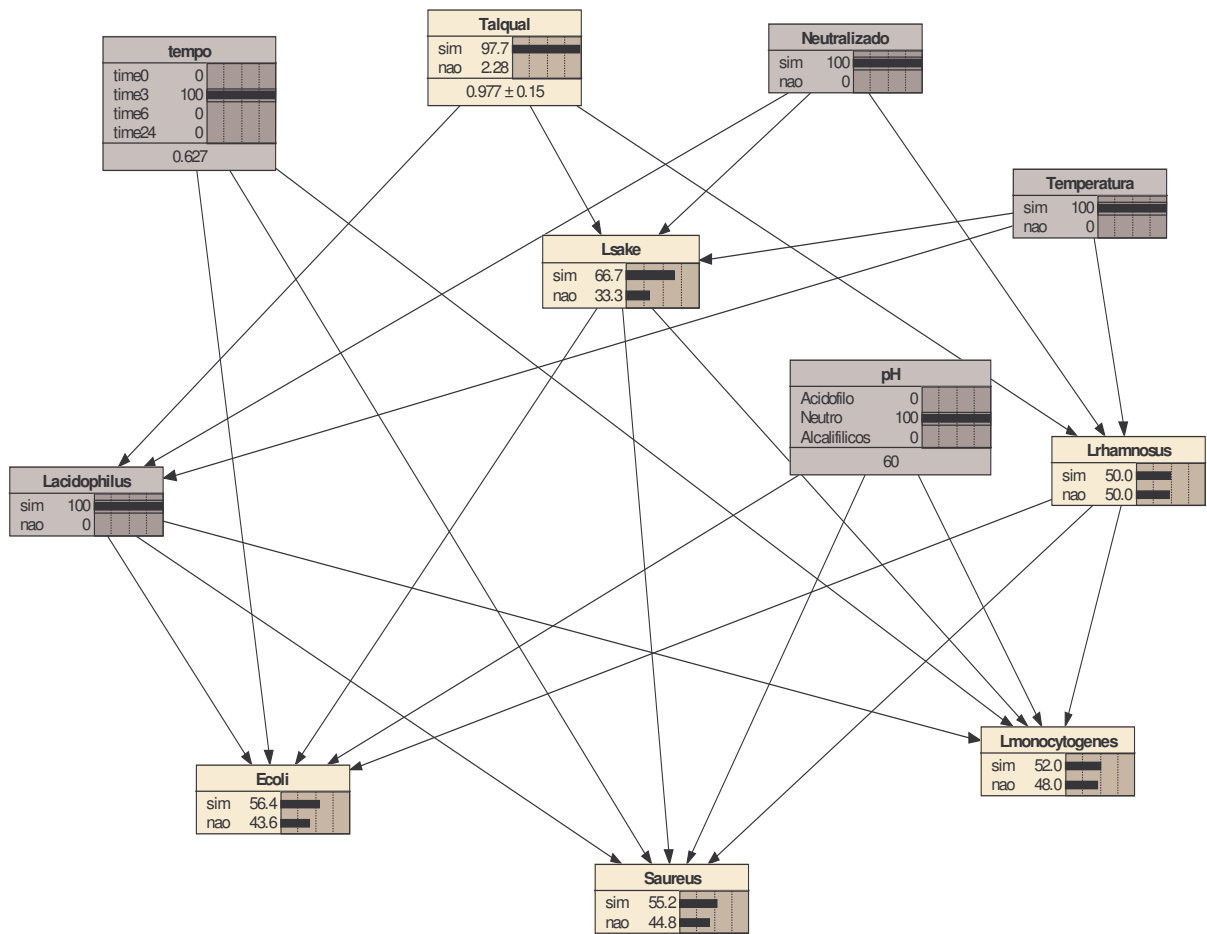 Talqual
sim 97.7
nao 2.28
0.977 ± 0.15
Neutralizado
sim 100
nao 0
tempo
time0 0
time3 100
time6 0
time24 0
0.627
Temperatura
sim 100
nao 0
Lsake
sim 66.7
nao 33.3
pH
Acidofilo 0
Neutro 100
Alcalifilicos 0
60
Lrhamnosus
sim 50.0
nao 50.0
Lacidophilus
sim 100
nao 0
Lmonocytogenes
sim 52.0
nao 48.0
Ecoli
sim 56.4
nao 43.6
Saureus
sim 55.2
nao 44.8